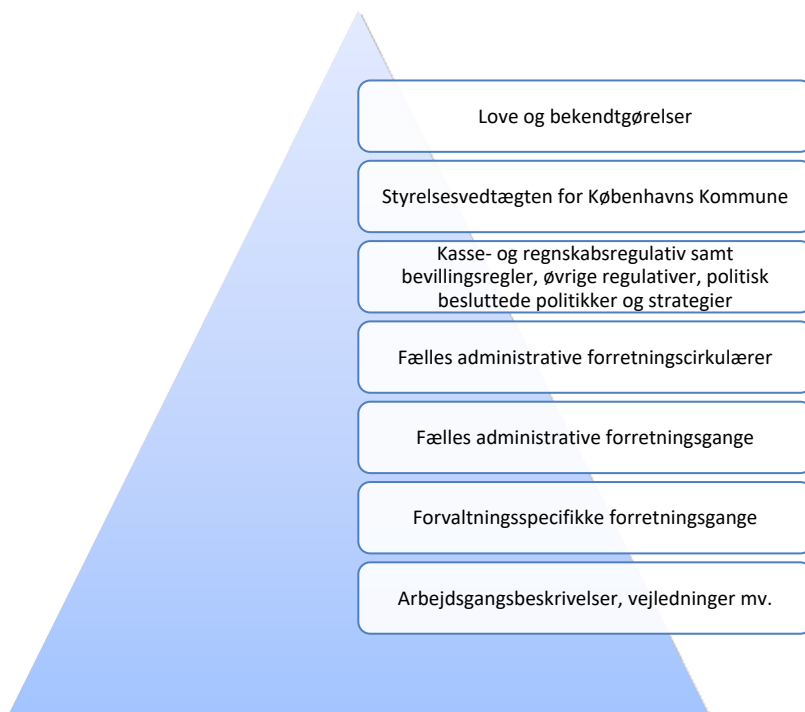 Love og bekendtgørelser
Styrelsesvedtægten for Københavns Kommune
Kasse- og regnskabsregulativ samt
bevillingsregler, øvrige regulativer, politisk
besluttede politikker og strategier
Fælles administrative forretningscirkulærer
Fælles administrative forretningsgange
Forvaltningsspecifikke forretningsgange
Arbejdsgangsbeskrivelser, vejledninger mv.